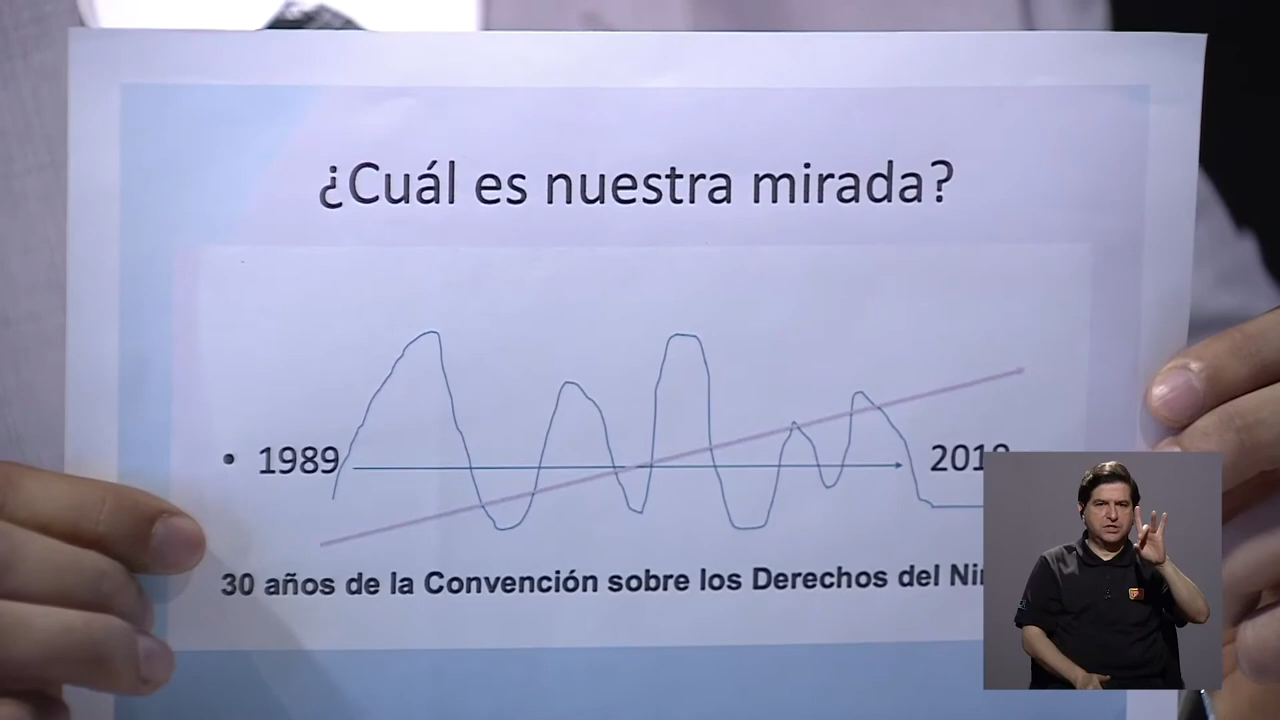 ¿Cuál es nuestra mirada?
• 1989
30 años de la Convención sobre los Derechos del